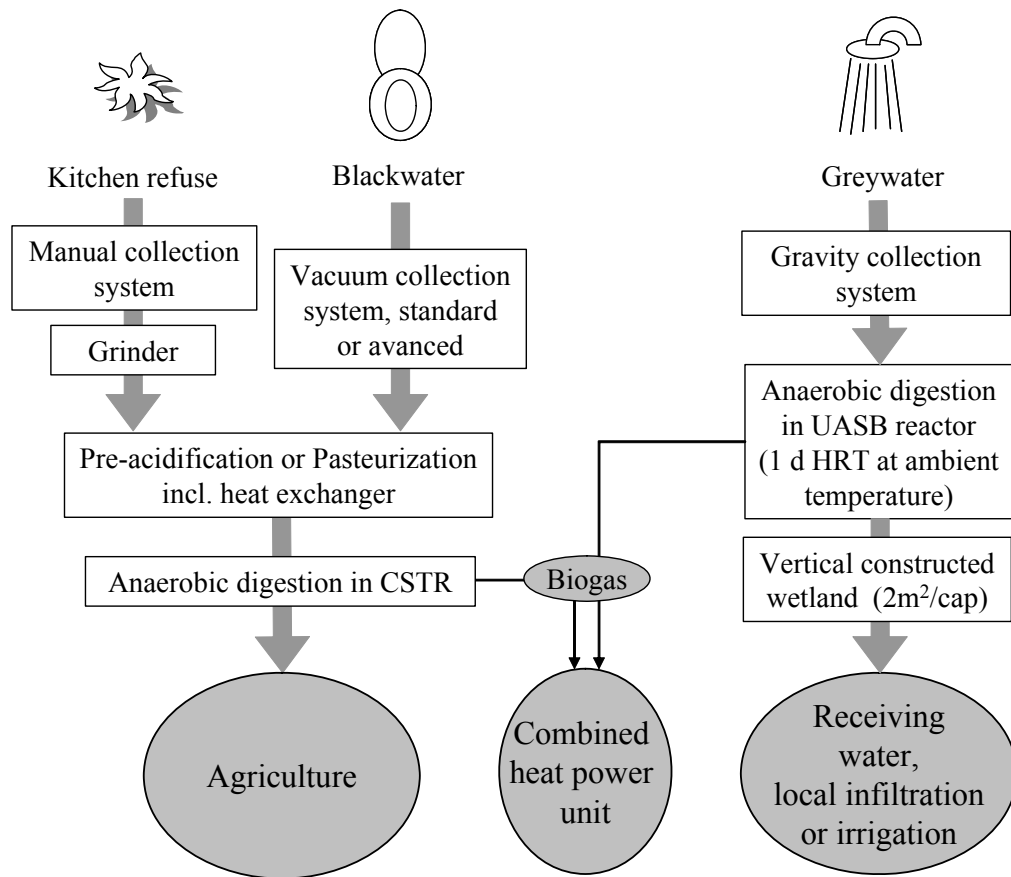 Kitchen refuse
Blackwater
Greywater
Manual collection
system
Grinder
Vacuum collection
system, standard
or avanced
Gravity collection
system
Pre-acidification or Pasteurization
incl. heat exchanger
Anaerobic digestion
in UASB reactor
(1 d HRT at ambient
temperature)
Anaerobic digestion in CSTR
Biogas
Vertical constructed
wetland (2m²/cap)
Agriculture
Combined
heat power
unit
Receiving
water,
local infiltration
or irrigation